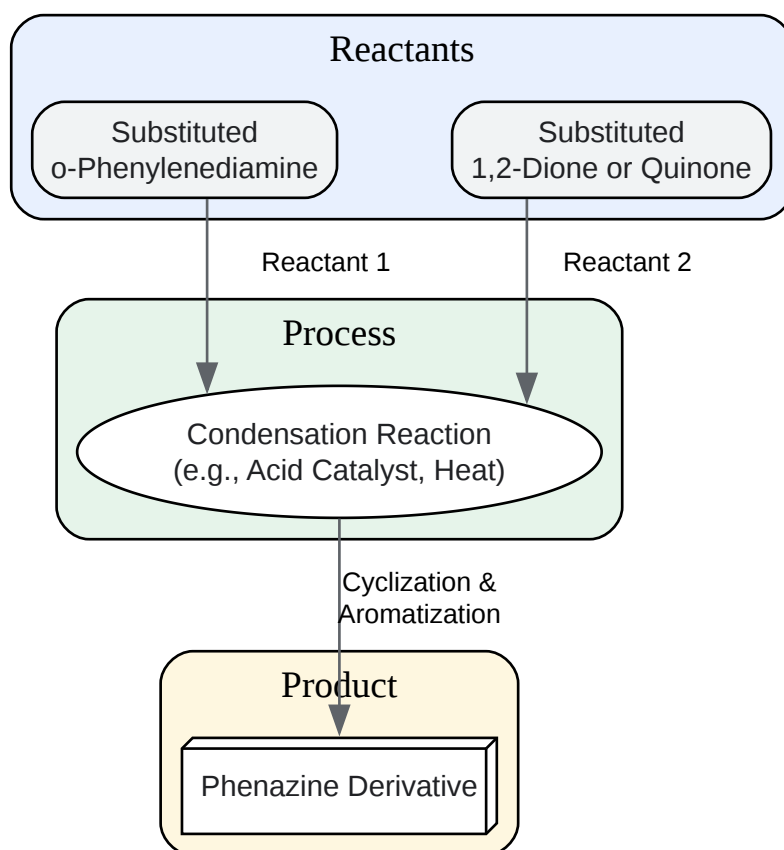 Reactants
Substituted
o-Phenylenediamine
Substituted
1,2-Dione or Quinone
Reactant 1
Reactant 2
Process
Condensation Reaction
(e.g., Acid Catalyst, Heat)
Cyclization &
Aromatization
Product
Phenazine Derivative